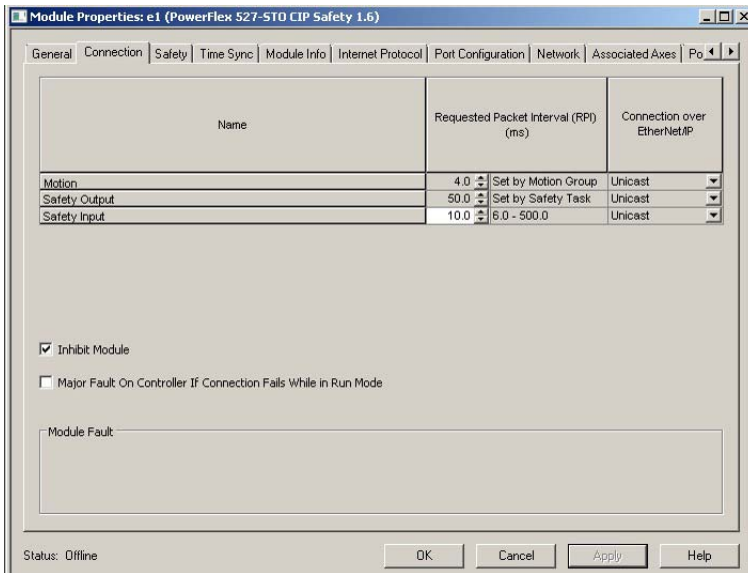 Module Properties: e1 (PowerFlex 527-STO CIP Safety 1.6)
General Connection Safety Time Sync Module Info Internet Protocol Port Configuration Network Associated Axes Po
Name Requested Packet Interval (RPI) (ms) Connection over EtherNet/IP
Motion 4.0 Set by Motion Group Unicast
Safety Output 50.0 Set by Safety Task Unicast
Safety Input 10.0 6.0 - 500.0 Unicast
Inhibit Module
Major Fault On Controller If Connection Fails While in Run Mode
Module Fault
Status: Offline OK Cancel Apply Help